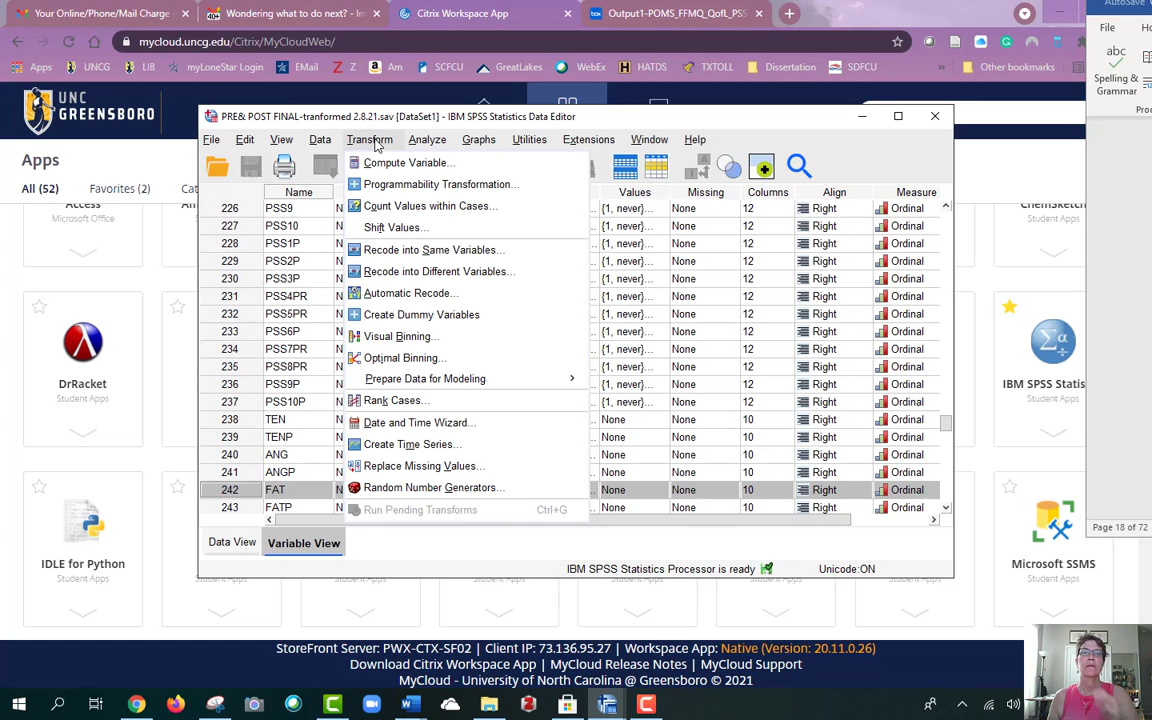 Your Online/Phone/Mail Charge
Wondering what to do next? - In
Citrix Workspace App
Output1-POMS_FFMQ_QofL_PSS
AutoSave
mycloud.uncg.edu/Citrix/MyCloudWeb/
File
Ho
Apps
UNCG
LIB
myLoneStar Login
EMail
Z
Am
SCFCU
GreatLakes
WebEx
HATDS
TXTOLL
Dissertation
SDFCU
Other bookmarks
abc
Spelling &
Grammar
Proc
UNC
GREENSBORO
PRE& POST FINAL-tranformed 2.8.21.sav [DataSet1] - IBM SPSS Statistics Data Editor
File Edit View Data Transform Analyze Graphs Utilities Extensions Window Help
Apps
All (52)
Favorites (2)
Cat
Microsoft Office
Student Apps
Name
Values
Missing
Columns
Align
Measure
226 PSS9 N {1, never}... None 12 Right Ordinal
227 PSS10 N {1, never}... None 12 Right Ordinal
228 PSS1P N {1, never}... None 12 Right Ordinal
229 PSS2P N {1, never}... None 12 Right Ordinal
230 PSS3P N {1, never}... None 12 Right Ordinal
231 PSS4PR N {1, never}... None 12 Right Ordinal
232 PSS5PR N {1, never}... None 12 Right Ordinal
233 PSS6P N {1, never}... None 12 Right Ordinal
234 PSS7PR N {1, never}... None 12 Right Ordinal
235 PSS8PR N {1, never}... None 12 Right Ordinal
236 PSS9P N {1, never}... None 12 Right Ordinal
237 PSS10P N {1, never}... None 12 Right Ordinal
238 TEN N None None 10 Right Ordinal
239 TENP N None None 10 Right Ordinal
240 ANG N None None 10 Right Ordinal
241 ANGP N None None 10 Right Ordinal
242 FAT N None None 10 Right Ordinal
243 FATP N None None 10 Right Ordinal
Compute Variable...
Programmability Transformation...
Count Values within Cases...
Shift Values...
Recode into Same Variables...
Recode into Different Variables...
Automatic Recode...
Create Dummy Variables
Visual Binning...
Optimal Binning...
Prepare Data for Modeling
Rank Cases...
Date and Time Wizard...
Create Time Series...
Replace Missing Values...
Random Number Generators...
Run Pending Transforms Ctrl+G
Data View
Variable View
IBM SPSS Statistics Processor is ready
Unicode:ON
DrRacket
Student Apps
IDLE for Python
Student Apps
ChemSketch
Student Apps
IBM SPSS Statis
Student Apps
Microsoft SSMS
Student Apps
Page 18 of 72
StoreFront Server: PWX-CTX-SF02 | Client IP: 73.136.95.27 | Workspace App: Native (Version: 20.11.0.26)
Download Citrix Workspace App | MyCloud Release Notes | MyCloud Support
MyCloud - University of North Carolina @ Greensboro © 2021